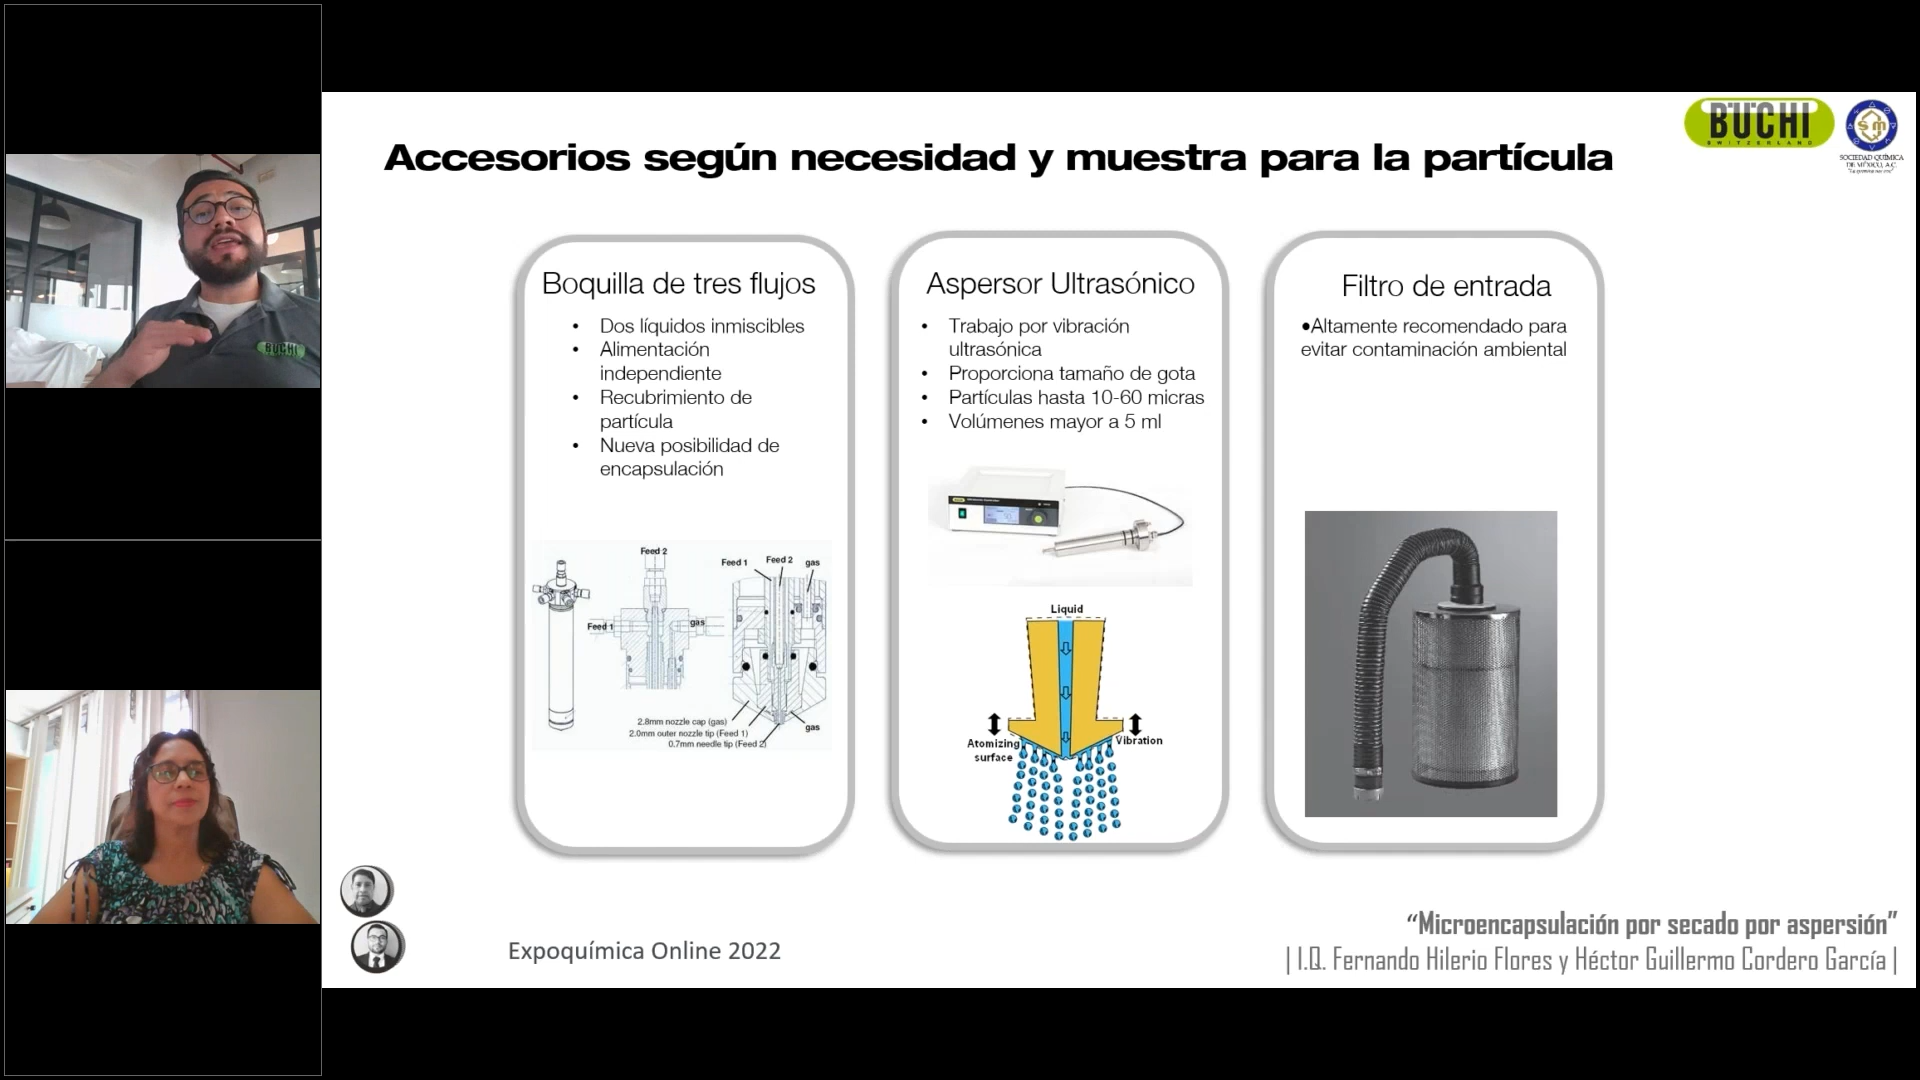 BÜCHI
SWITZERLAND
SOCIEDAD QUÍMICA
DE MÉXICO, A.C.
"La química nos une"
Accesorios según necesidad y muestra para la partícula
Boquilla de tres flujos
• Dos líquidos inmiscibles
• Alimentación
independiente
• Recubrimiento de
partícula
• Nueva posibilidad de
encapsulación
Feed 2
Feed 1
gas
Feed 1
Feed 2
gas
2.8mm nozzle cap (gas)
2.0mm outer nozzle tip (Feed 1)
0.7mm needle tip (Feed 2)
gas
Aspersor Ultrasónico
• Trabajo por vibración
ultrasónica
• Proporciona tamaño de gota
• Partículas hasta 10-60 micras
• Volúmenes mayor a 5 ml
Liquid
Atomizing
surface
Vibration
Filtro de entrada
•Altamente recomendado para
evitar contaminación ambiental
BUCHI
Expoquímica Online 2022
“Microencapsulación por secado por aspersión”
| I.Q. Fernando Hilerio Flores y Héctor Guillermo Cordero García |